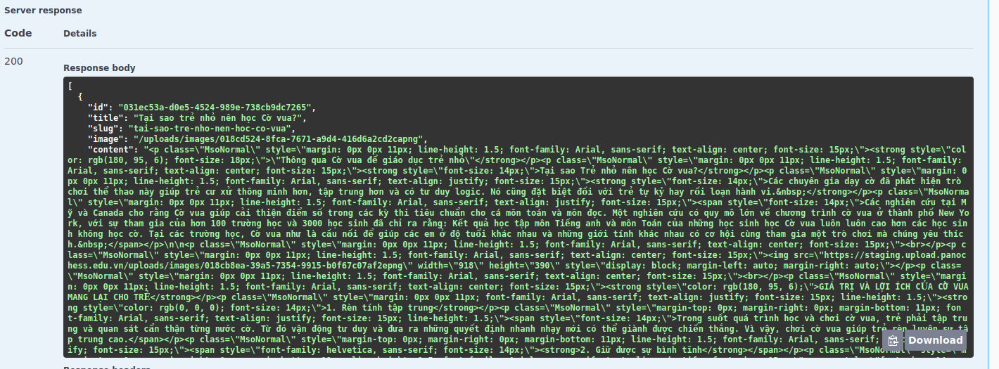 Server response
Code Details
200
Response body
[
{
"id": "031ec53a-d0e5-4524-989e-738cb9dc7265",
"title": "Tại sao trẻ nhỏ nên học Cờ vua?",
"slug": "tai-sao-tre-nho-nen-hoc-co-vua",
"image": "/uploads/images/018cd524-8fca-7671-a9d4-416d6a2cd2capng",
"content": "<p class=\"MsoNormal\" style=\"margin: 0px 0px 11px; line-height: 1.5; font-family: Arial, sans-serif; text-align: center; font-size: 15px;\"><strong style=\"col
or: rgb(180, 95, 6); font-size: 18px;\">\"Thông qua Cờ vua để giáo dục trẻ nhỏ\"</strong></p><p class=\"MsoNormal\" style=\"margin: 0px 0px 11px; line-height: 1.5; font-family:
Arial, sans-serif; text-align: center; font-size: 15px;\"><strong style=\"font-size: 14px;\">Tại sao Trẻ nhỏ nên học Cờ vua?</strong></p><p class=\"MsoNormal\" style=\"margin: 0
px 0px 11px; line-height: 1.5; font-family: Arial, sans-serif; text-align: justify; font-size: 15px;\"><strong style=\"font-size: 14px;\">Các chuyên gia dạy cờ đã phát hiện trò
chơi thể thao này giúp trẻ cư xử thông minh hơn, tập trung hơn và có tư duy logic. Nó cũng đặt biệt đối với trẻ tự kỷ hay rối loạn hành vi.&nbsp;</strong></p><p class=\"MsoNorma
l\" style=\"margin: 0px 0px 11px; line-height: 1.5; font-family: Arial, sans-serif; text-align: justify; font-size: 15px;\"><span style=\"font-size: 14px;\">Các nghiên cứu tại M
ỹ và Canada cho rằng Cờ vua giúp cải thiện điểm số trong các kỳ thi tiêu chuẩn cho cá môn toán và môn đọc. Một nghiên cứu có quy mô lớn về chương trình cờ vua ở thành phố New Yo
rk, với sự tham gia của hơn 100 trường học và 3000 học sinh đã chỉ ra rằng: Kết quả học tập môn Tiếng anh và môn Toán của những học sinh học Cờ vua luôn luôn cao hơn các học sin
h không học cờ. Tại các trường học, Cờ vua như là cầu nối để giúp các em ở độ tuổi khác nhau và những giới tính khác nhau có cơ hội cùng tham gia một trò chơi mà chúng yêu thíc
h.&nbsp;</span></p>\n\n<p class=\"MsoNormal\" style=\"margin: 0px 0px 11px; line-height: 1.5; font-family: Arial, sans-serif; text-align: center; font-size: 15px;\"><br></p><p c
lass=\"MsoNormal\" style=\"margin: 0px 0px 11px; line-height: 1.5; font-family: Arial, sans-serif; text-align: center; font-size: 15px;\"><img src=\"https://staging.upload.panoc
hess.edu.vn/uploads/images/018cb8ea-39a5-7354-9915-b0f67c07af2epng\" width=\"918\" height=\"390\" style=\"display: block; margin-left: auto; margin-right: auto;\"></p><p class=
\"MsoNormal\" style=\"margin: 0px 0px 11px; line-height: 1.5; font-family: Arial, sans-serif; text-align: center; font-size: 15px;\"><br></p><p class=\"MsoNormal\" style=\"margi
n: 0px 0px 11px; line-height: 1.5; font-family: Arial, sans-serif; text-align: center; font-size: 15px;\"><strong style=\"color: rgb(180, 95, 6);\">GIÁ TRỊ VÀ LỢI ÍCH CỦA CỜ VUA
MANG LẠI CHO TRẺ</strong></p><p class=\"MsoNormal\" style=\"margin: 0px 0px 11px; line-height: 1.5; font-family: Arial, sans-serif; text-align: justify; font-size: 15px;\"><stro
ng style=\"color: rgb(0, 0, 0); font-size: 14px;\">1. Rèn tính tập trung</strong></p><p class=\"MsoNormal\" style=\"margin-top: 0px; margin-right: 0px; margin-bottom: 11px; fon
t-family: Arial, sans-serif; text-align: justify; font-size: 15px; line-height: 1.5;\"><span style=\"font-size: 14px;\">Trong suốt quá trình học và chơi cờ vua, trẻ phải tập tru
ng và quan sát cẩn thận từng nước cờ. Từ đó vận động tư duy và đưa ra những quyết định nhanh nhạy mới có thể giành được chiến thắng. Vì vậy, chơi cờ vua giúp trẻ rèn luyện sự tậ
p trung cao.</span></p><p class=\"MsoNormal\" style=\"margin-top: 0px; margin-right: 0px; margin-bottom: 11px; line-height: 1.5; font-family: Arial, sans-serif;
ify; font-size: 15px;\"><span style=\"font-family: helvetica, sans-serif; font-size: 14px;\"><strong>2. Giữ được sự bình tĩnh</strong></span></p><p class=\"MsoNormal\" style=\"m
Download
Response headers